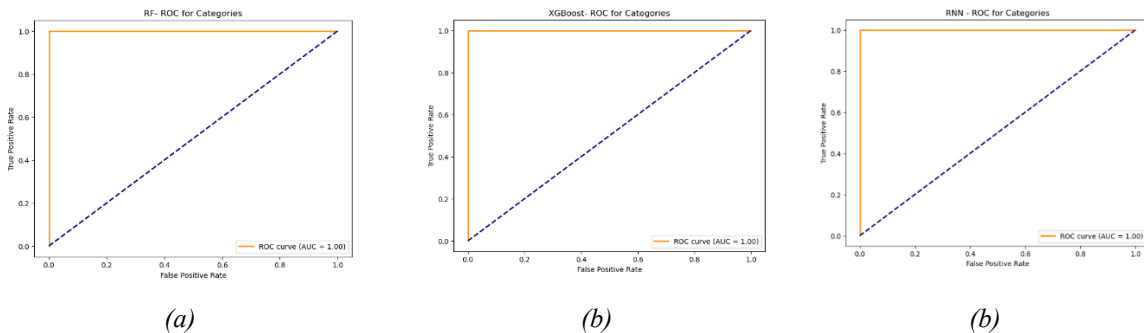 RF- ROC for Categories
True Positive Rate
1.0
0.8
0.6
0.4
0.2
0.0
ROC curve (AUC = 1.00)
0.0 0.2 0.4 0.6 0.8 1.0
False Positive Rate
(a)
XGBoost- ROC for Categories
True Positive Rate
1.0
0.8
0.6
0.4
0.2
0.0
ROC curve (AUC = 1.00)
0.0 0.2 0.4 0.6 0.8 1.0
False Positive Rate
(b)
RNN - ROC for Categories
True Positive Rate
1.0
0.8
0.6
0.4
0.2
0.0
ROC curve (AUC = 1.00)
0.0 0.2 0.4 0.6 0.8 1.0
False Positive Rate
(b)